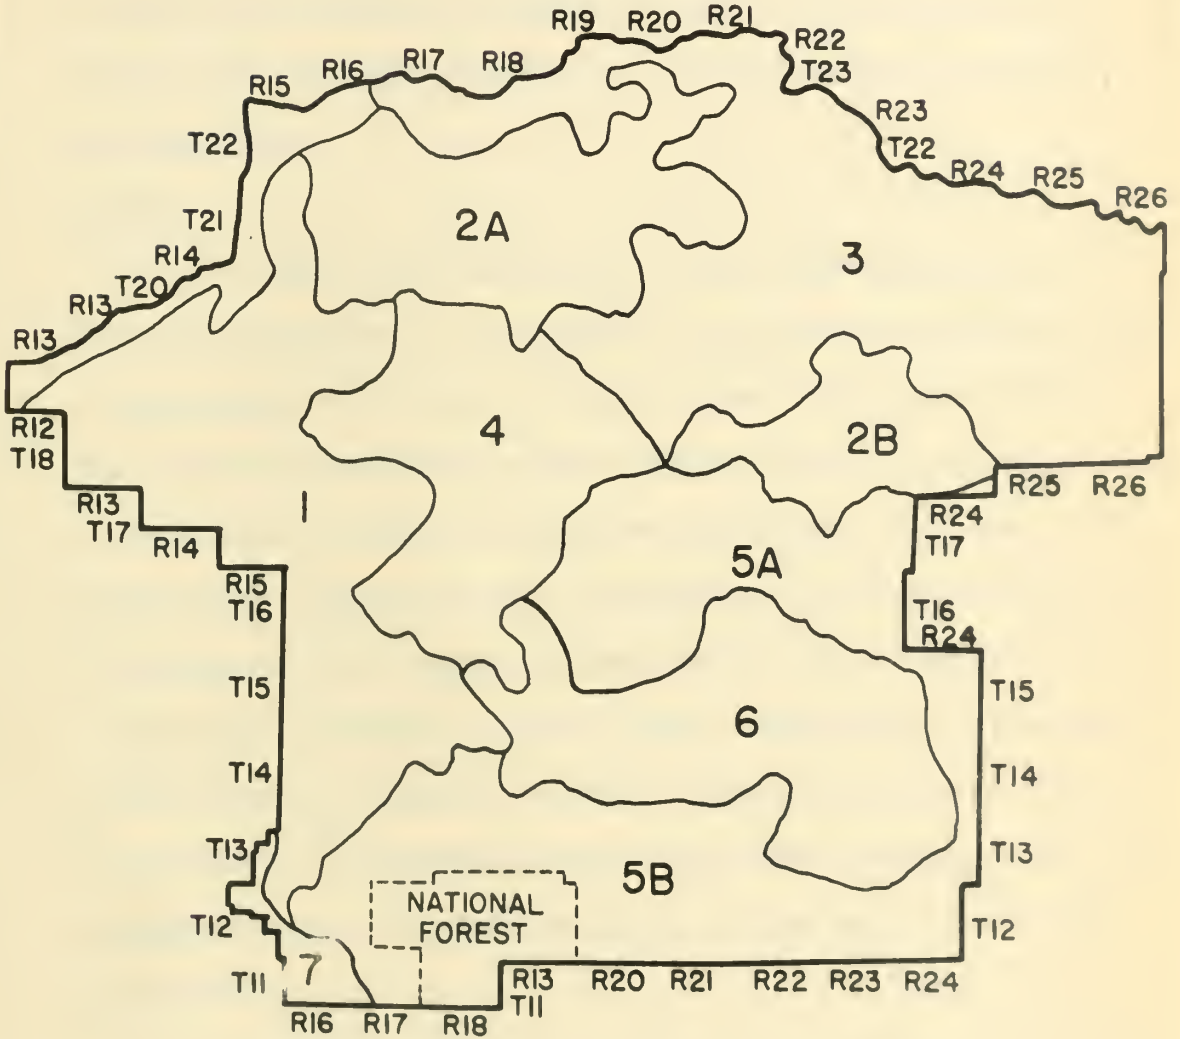 R19
R20
R21
R22
R18
R17
R16
R15
T23
R23
T22
T22
R24
R25
R26
T21
R14
T20
R13
R13
2A
3
R12
T18
4
2B
R25
R26
R13
T17
R14
1
R24
T17
5A
R15
T16
T16
R24
T15
T15
6
T14
T14
T13
T13
5B
NATIONAL
FOREST
T12
T12
7
T11
R13
T11
R20
R21
R22
R23
R24
R16
R17
R18